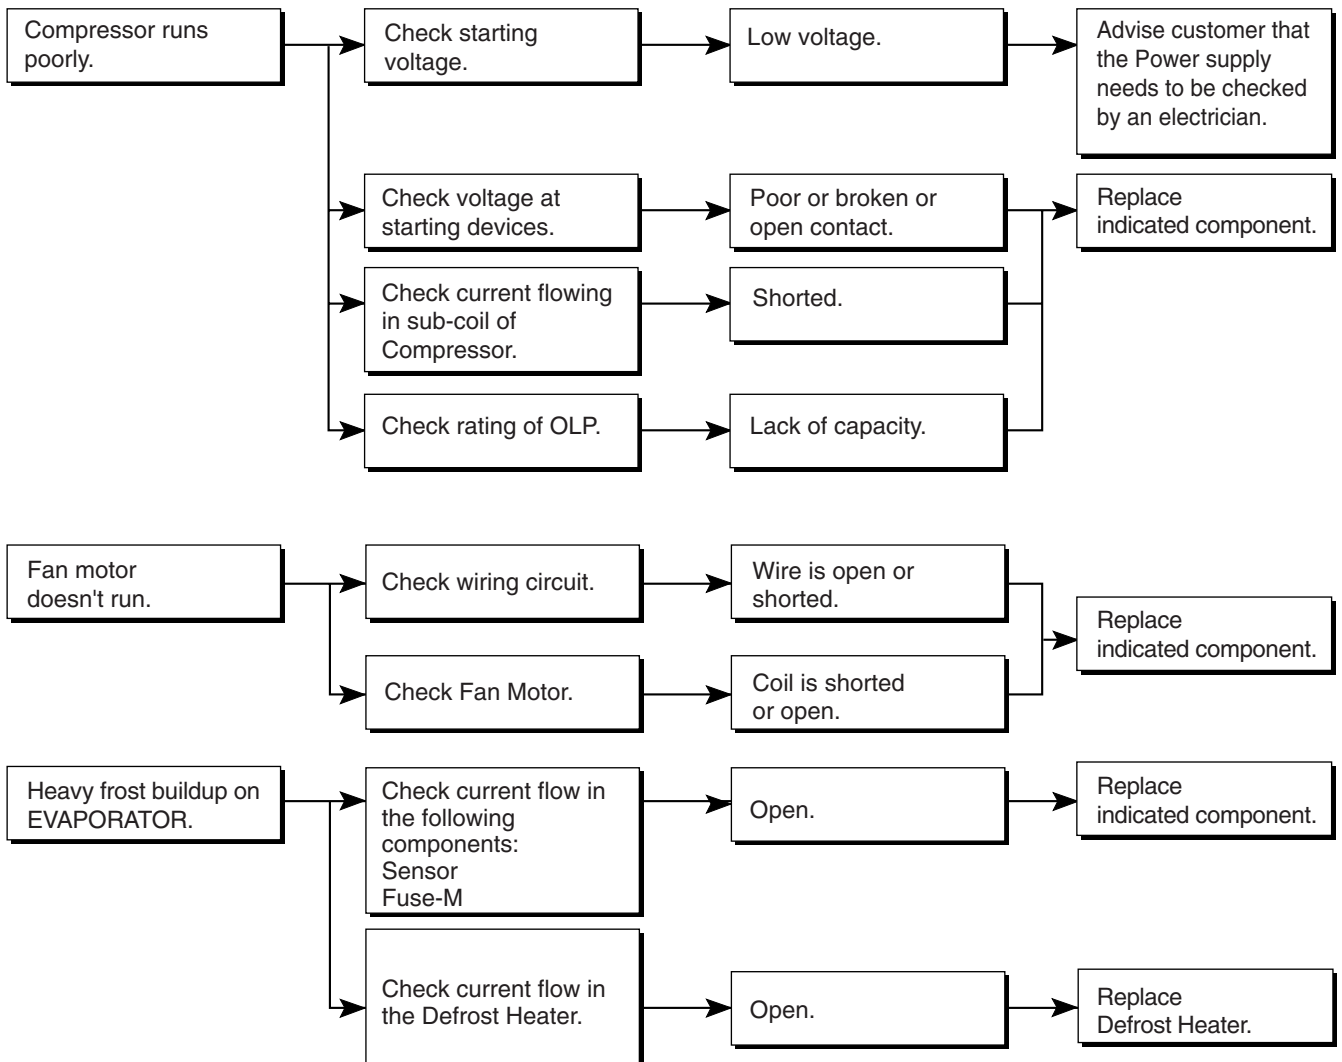 Compressor runs
poorly.
Check starting
voltage.
Low voltage.
Advise customer that
the Power supply
needs to be checked
by an electrician.
Check voltage at
starting devices.
Poor or broken or
open contact.
Replace
indicated component.
Check current flowing
in sub-coil of
Compressor.
Shorted.
Check rating of OLP.
Lack of capacity.
Fan motor
doesn't run.
Check wiring circuit.
Wire is open or
shorted.
Replace
indicated component.
Check Fan Motor.
Coil is shorted
or open.
Heavy frost buildup on
EVAPORATOR.
Check current flow in
the following
components:
Sensor
Fuse-M
Open.
Replace
indicated component.
Check current flow in
the Defrost Heater.
Open.
Replace
Defrost Heater.